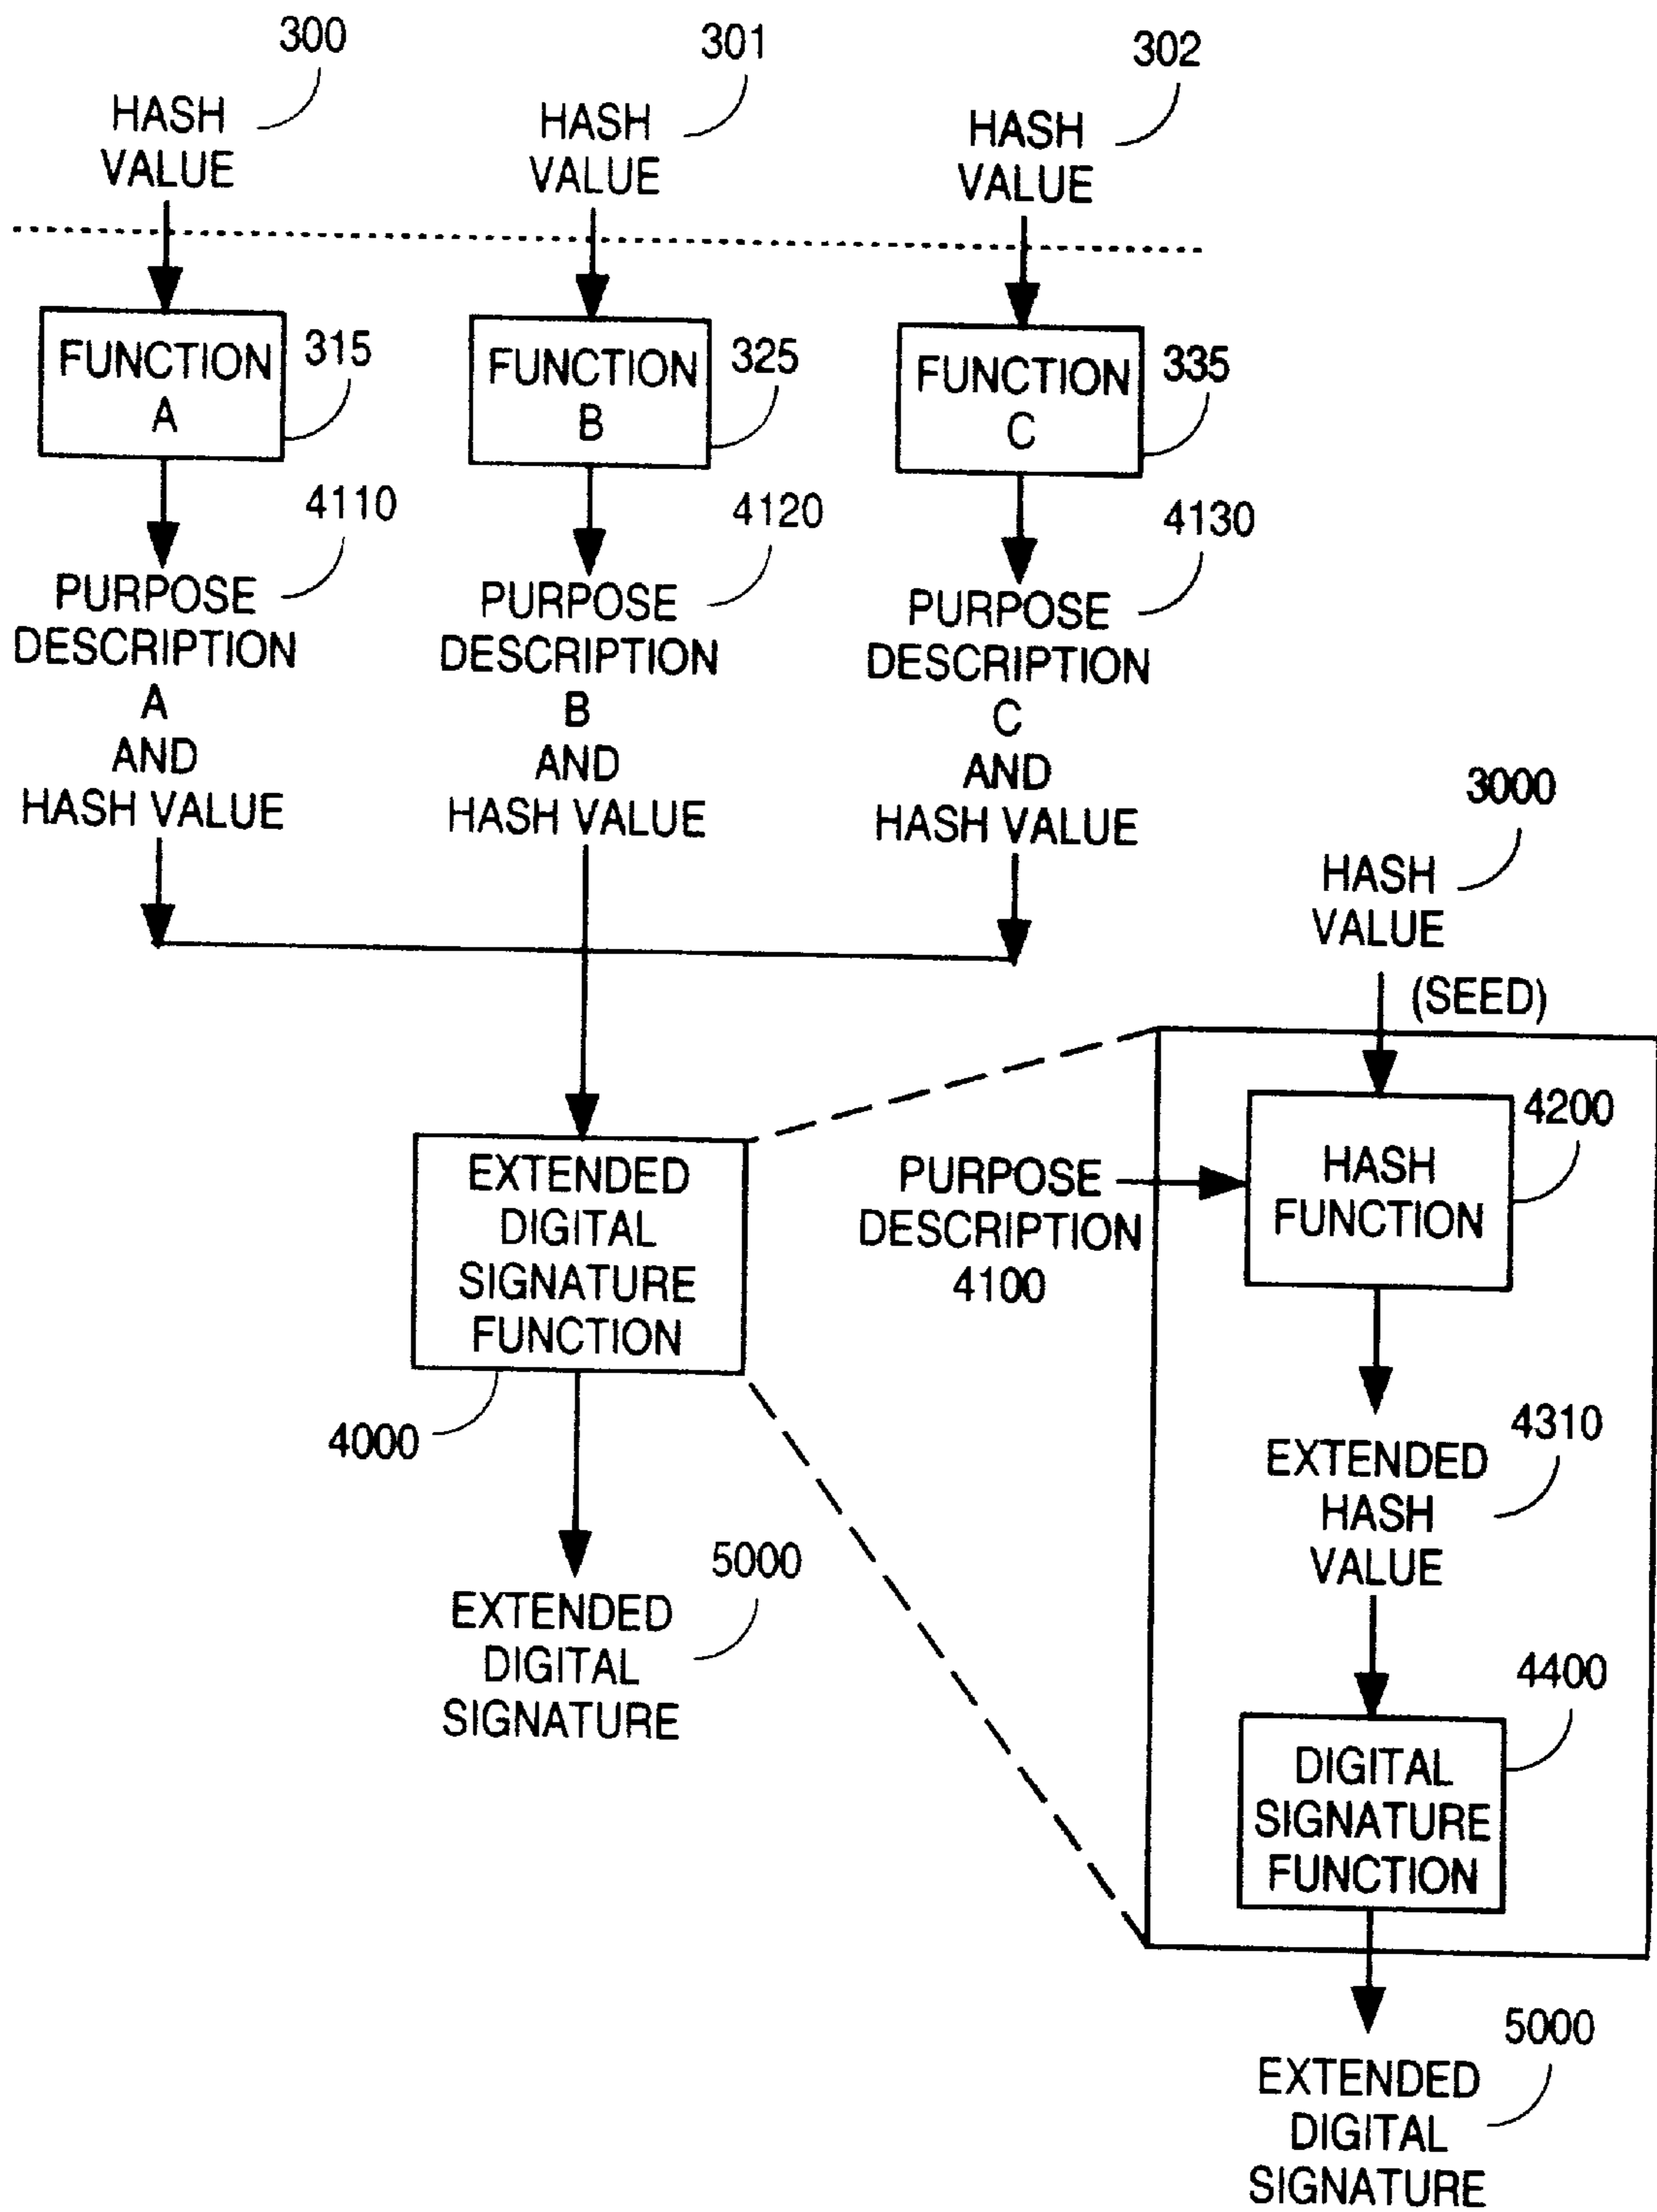 300
HASH
VALUE
301
HASH
VALUE
302
HASH
VALUE
FUNCTION
A
315
FUNCTION
B
325
FUNCTION
C
335
4110
PURPOSE
DESCRIPTION
A
AND
HASH VALUE
4120
PURPOSE
DESCRIPTION
B
AND
HASH VALUE
4130
PURPOSE
DESCRIPTION
C
AND
HASH VALUE
EXTENDED
DIGITAL
SIGNATURE
FUNCTION
4000
5000
EXTENDED
DIGITAL
SIGNATURE
3000
HASH
VALUE
(SEED)
4200
HASH
FUNCTION
PURPOSE
DESCRIPTION
4100
4310
EXTENDED
HASH
VALUE
4400
DIGITAL
SIGNATURE
FUNCTION
5000
EXTENDED
DIGITAL
SIGNATURE